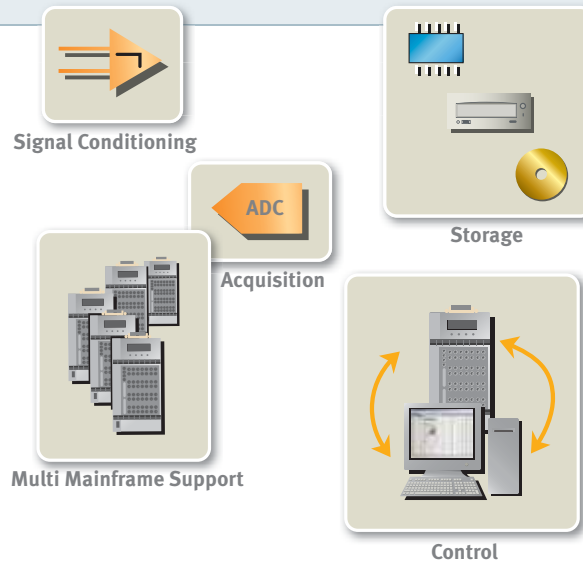 Signal Conditioning
Storage
ADC
Acquisition
Multi Mainframe Support
Control